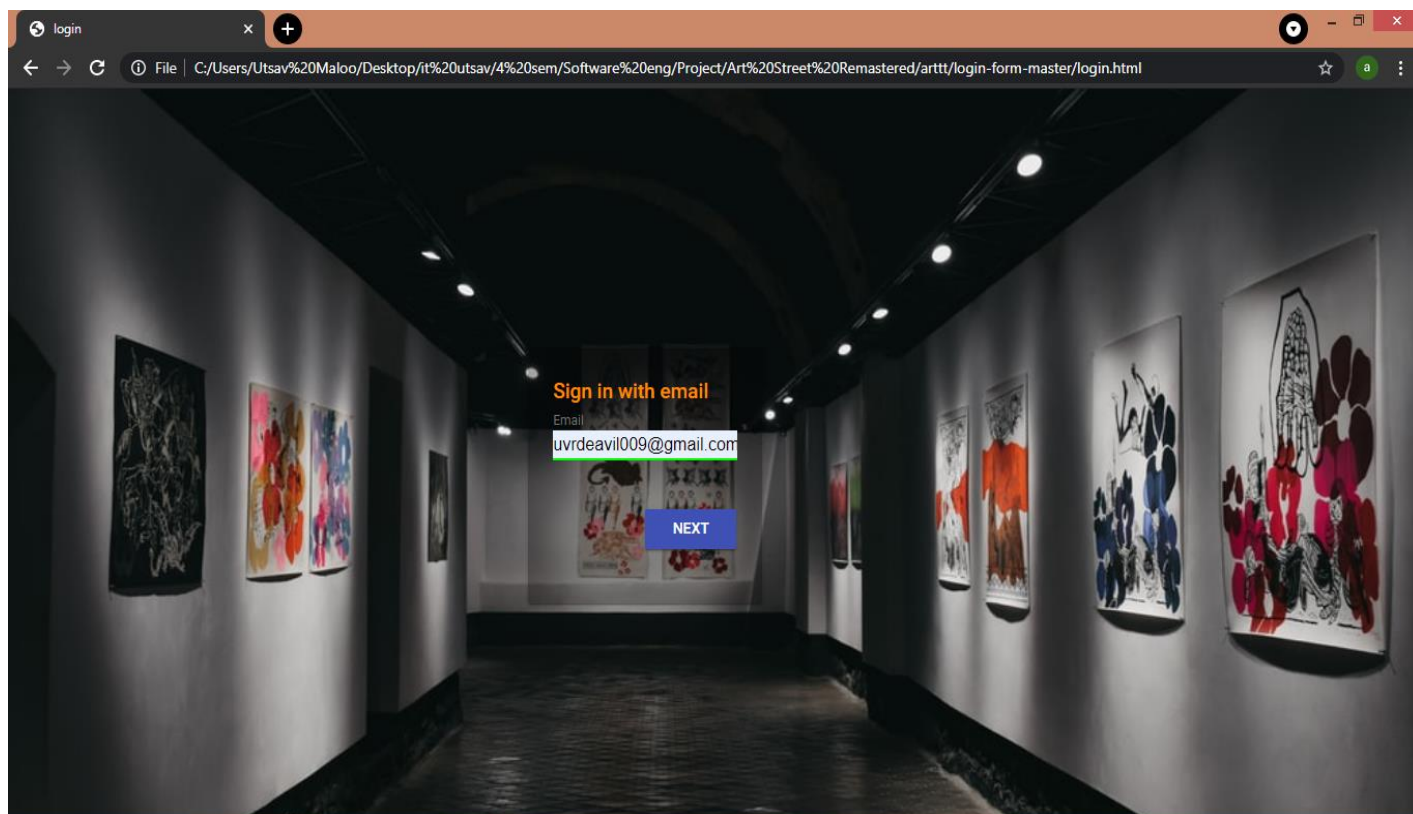 login
File | C:/Users/Utsav%20Maloo/Desktop/it%20utsav/4%20sem/Software%20eng/Project/Art%20Street%20Remastered/arttt/login-form-master/login.html
a
Sign in with email
Email
uvrdeavil009@gmail.com
NEXT